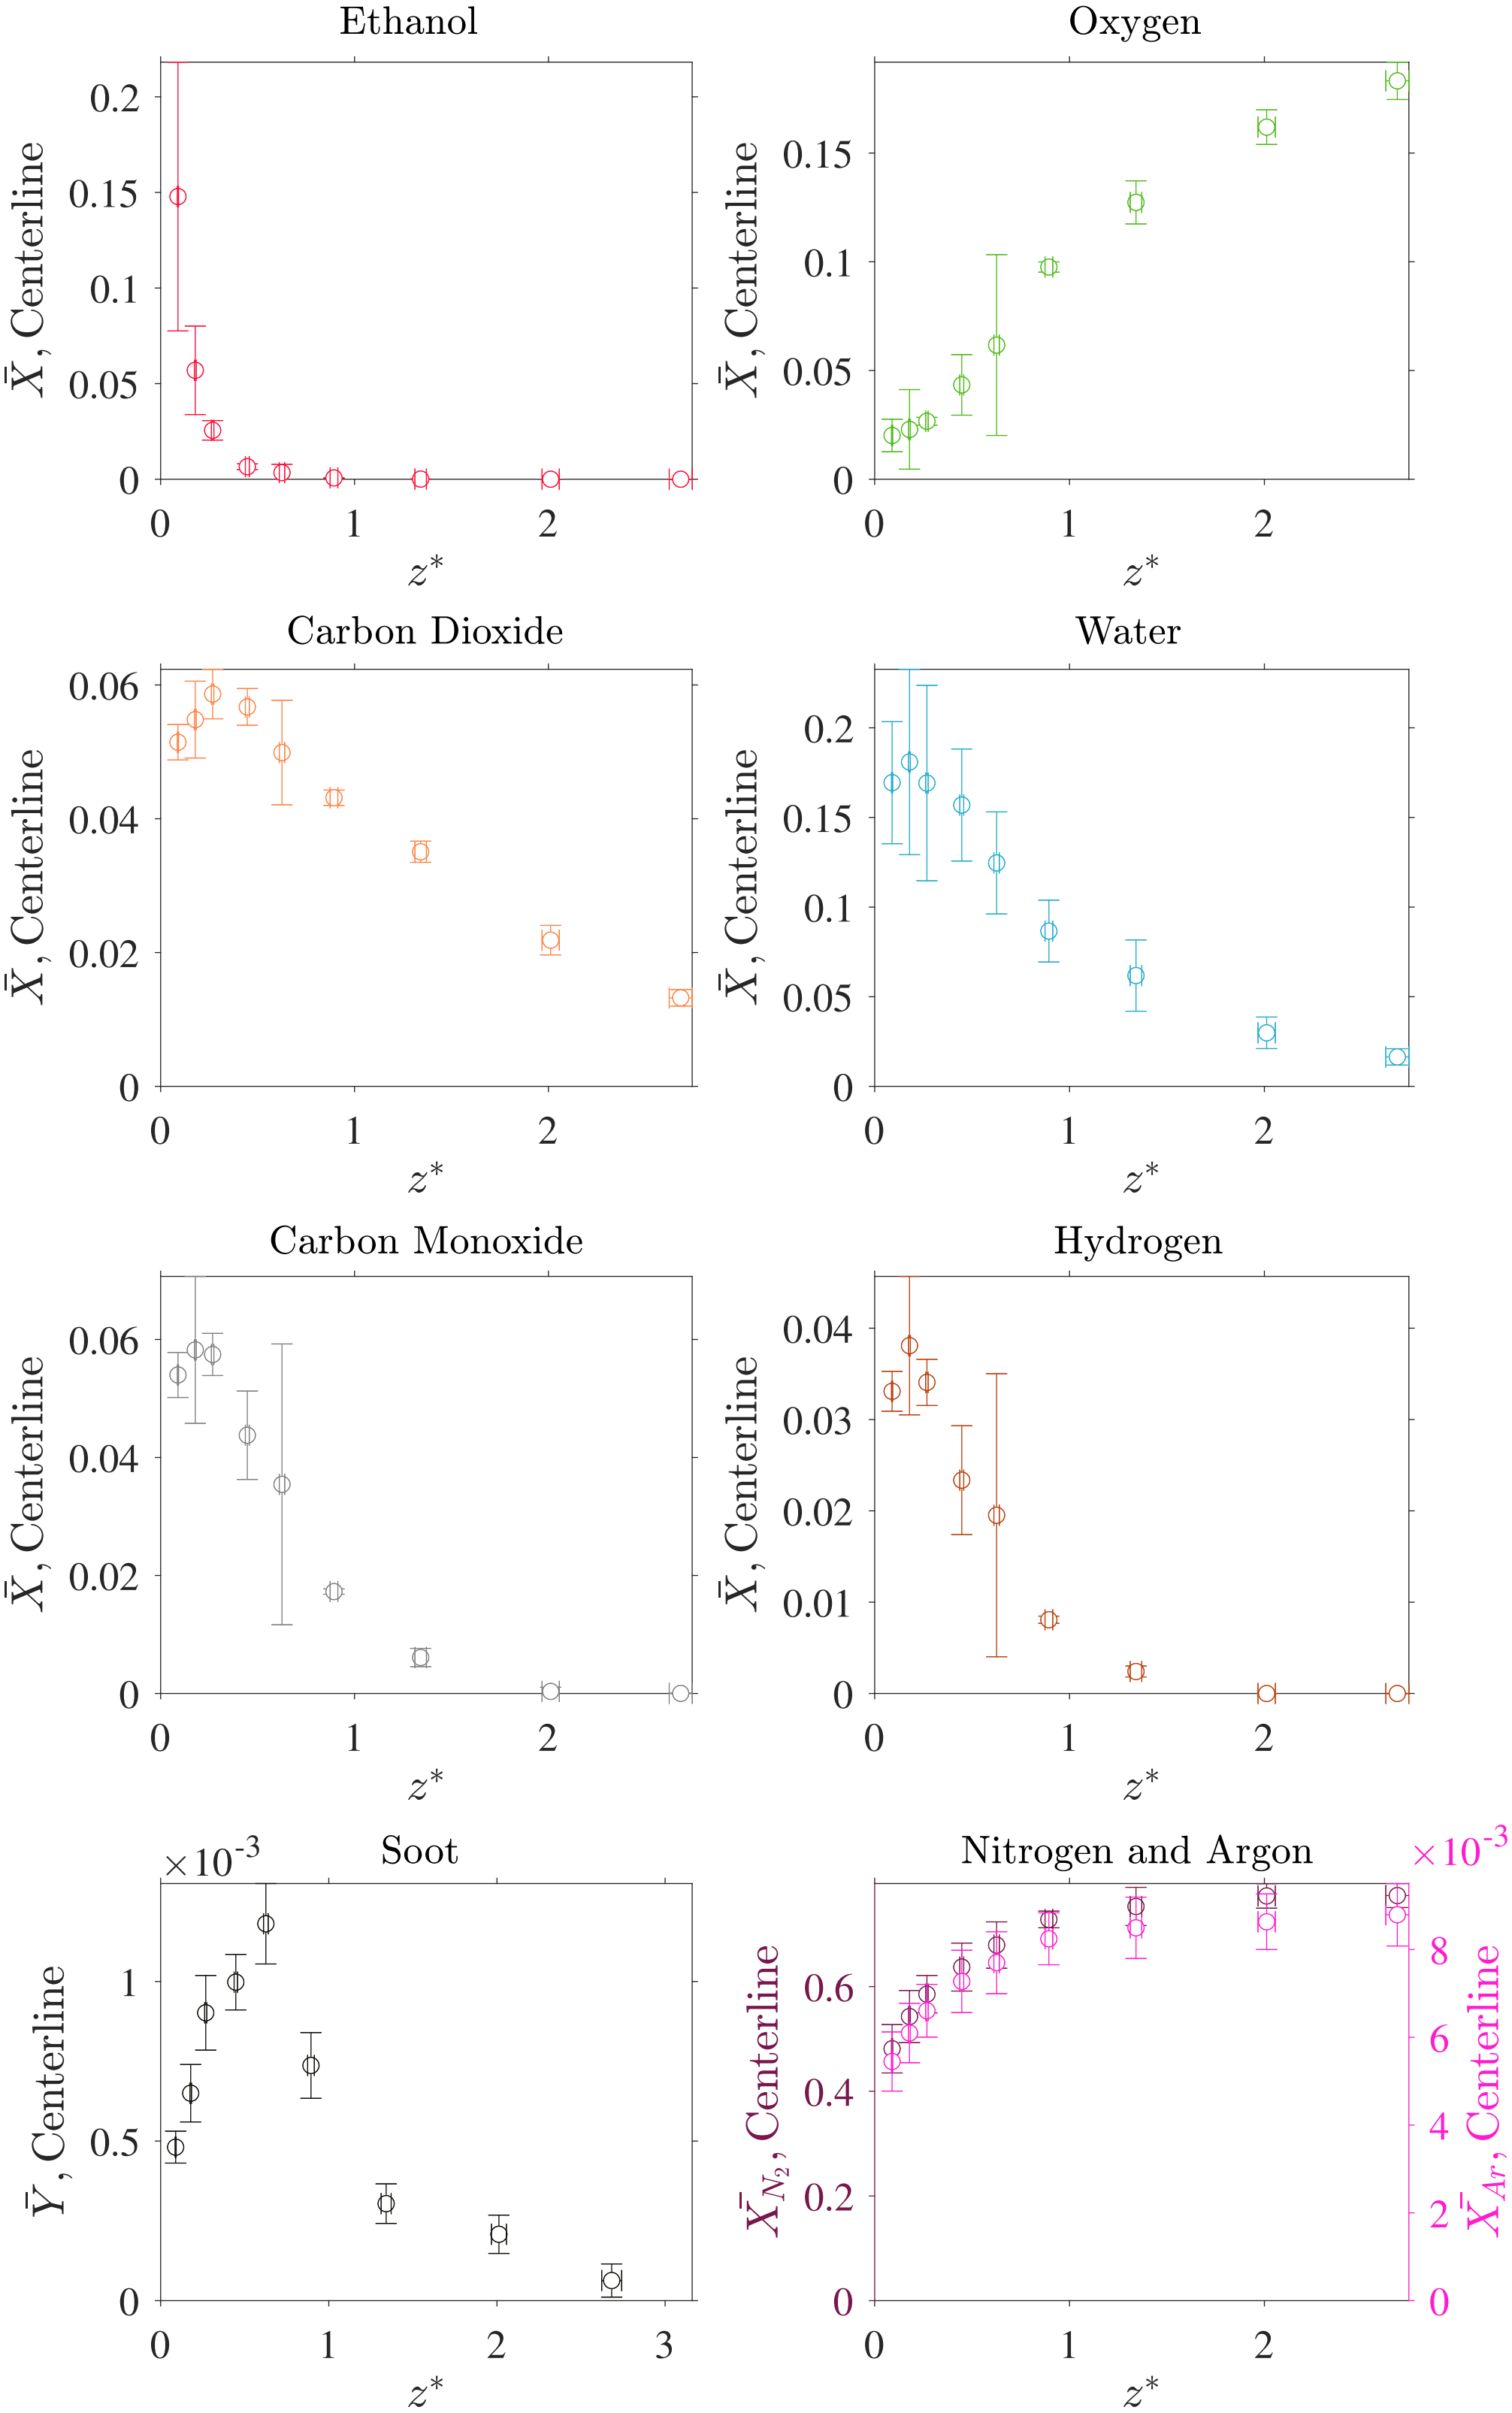 Ethanol
0.2
0.15
0.1
0.05
0
X̄, Centerline
0 1 2
z*
Oxygen
0.15
0.1
0.05
0
X̄, Centerline
0 1 2
z*
Carbon Dioxide
0.06
0.04
0.02
0
X̄, Centerline
0 1 2
z*
Water
0.2
0.15
0.1
0.05
0
X̄, Centerline
0 1 2
z*
Carbon Monoxide
0.06
0.04
0.02
0
X̄, Centerline
0 1 2
z*
Hydrogen
0.04
0.03
0.02
0.01
0
X̄, Centerline
0 1 2
z*
Soot
×10⁻³
1
0.5
0
Ȳ, Centerline
0 1 2 3
z*
Nitrogen and Argon
0.6
0.4
0.2
0
X̄_N₂, Centerline
×10⁻³
8
6
4
2
0
X̄_Ar, Centerline
0 1 2
z*